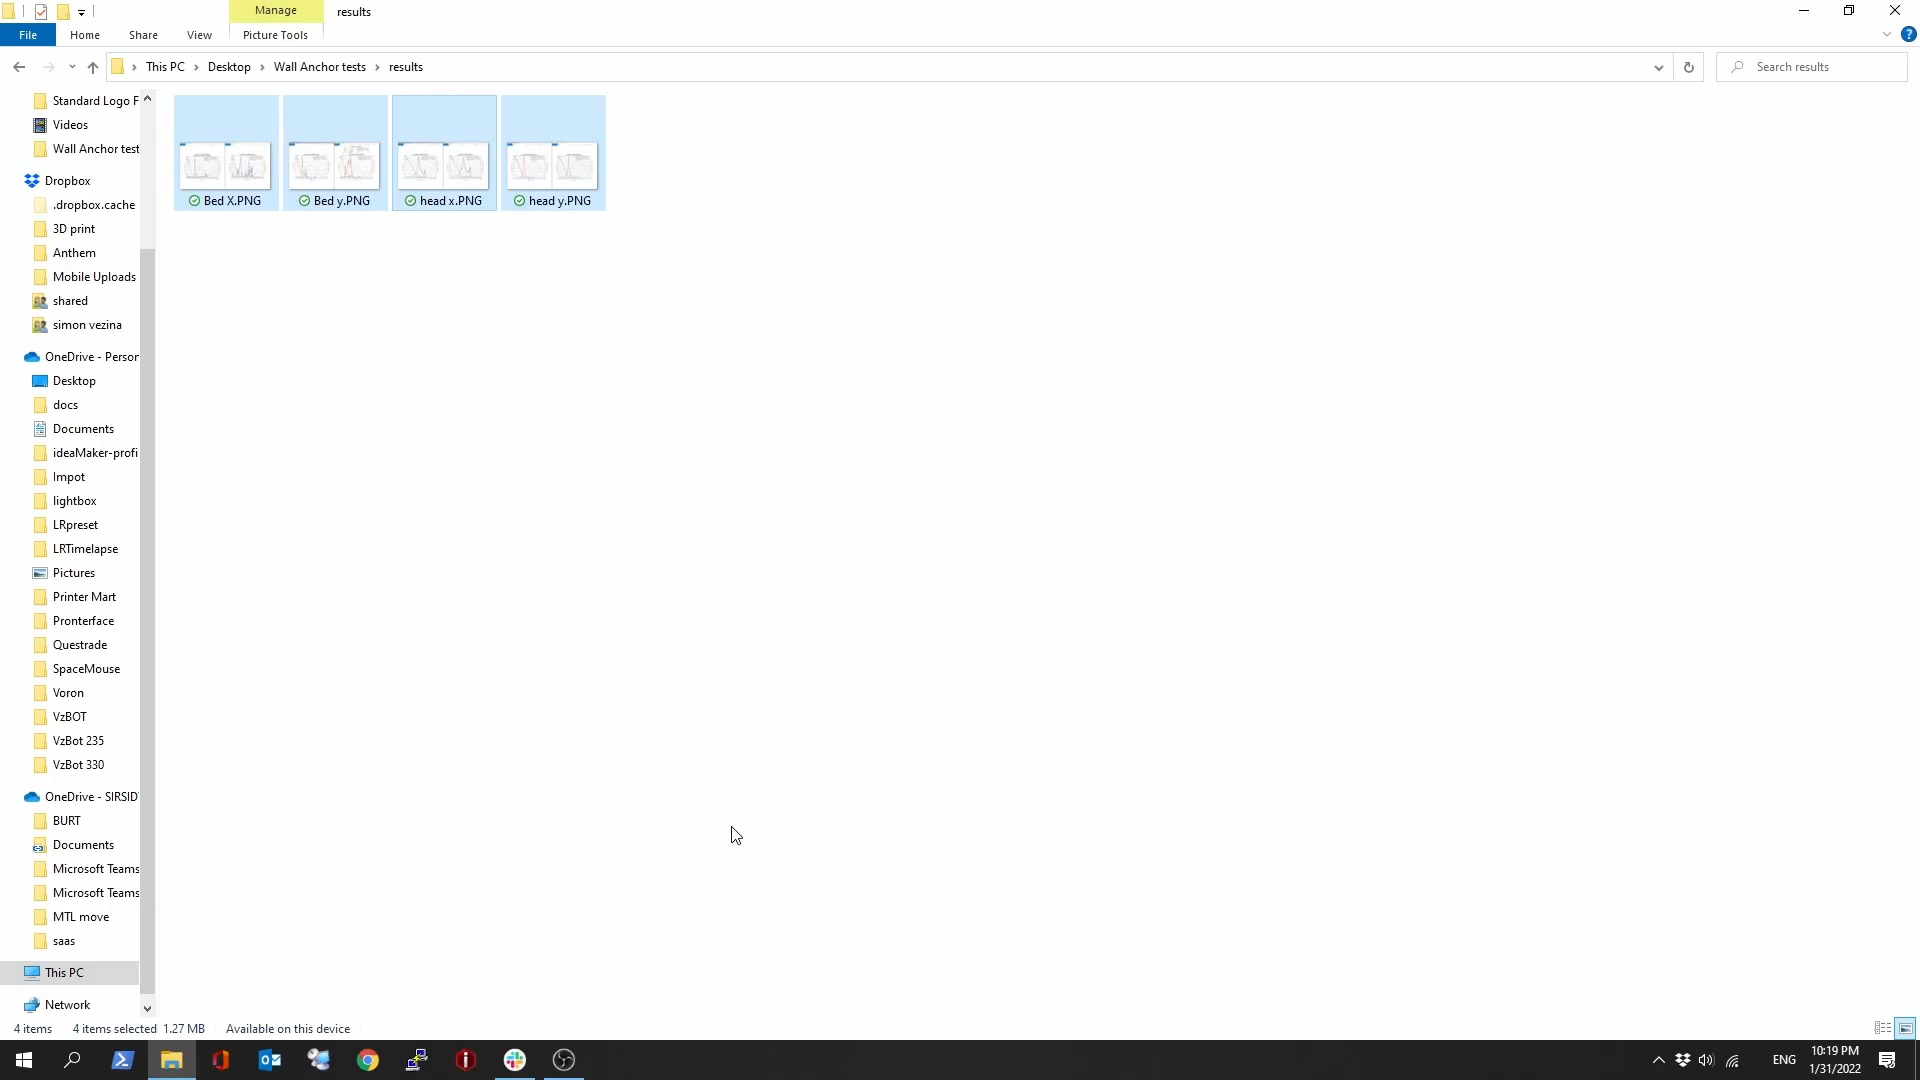 Manage
results
File
Home
Share
View
Picture Tools
This PC
Desktop
Wall Anchor tests
results
Search results
Standard Logo F
Videos
Wall Anchor test
Dropbox
.dropbox.cache
3D print
Anthem
Mobile Uploads
shared
simon vezina
OneDrive - Person
Desktop
docs
Documents
ideaMaker-profi
Impot
lightbox
LRpreset
LRTimelapse
Pictures
Printer Mart
Pronterface
Questrade
SpaceMouse
Voron
VzBOT
VzBot 235
VzBot 330
OneDrive - SIRSID
BURT
Documents
Microsoft Teams
Microsoft Teams
MTL move
saas
This PC
Network
Bed X.PNG
Bed y.PNG
head x.PNG
head y.PNG
4 items
4 items selected 1.27 MB
Available on this device
ENG
10:19 PM
1/31/2022